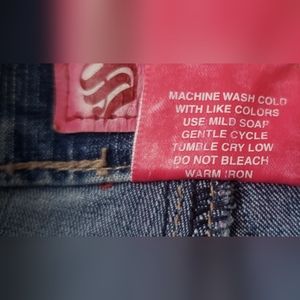 MACHINE WASH COLD
WITH LIKE COLORS
USE MILD SOAP
GENTLE CYCLE
TUMBLE CRY LOW
DO NOT BLEACH
WARM IRON